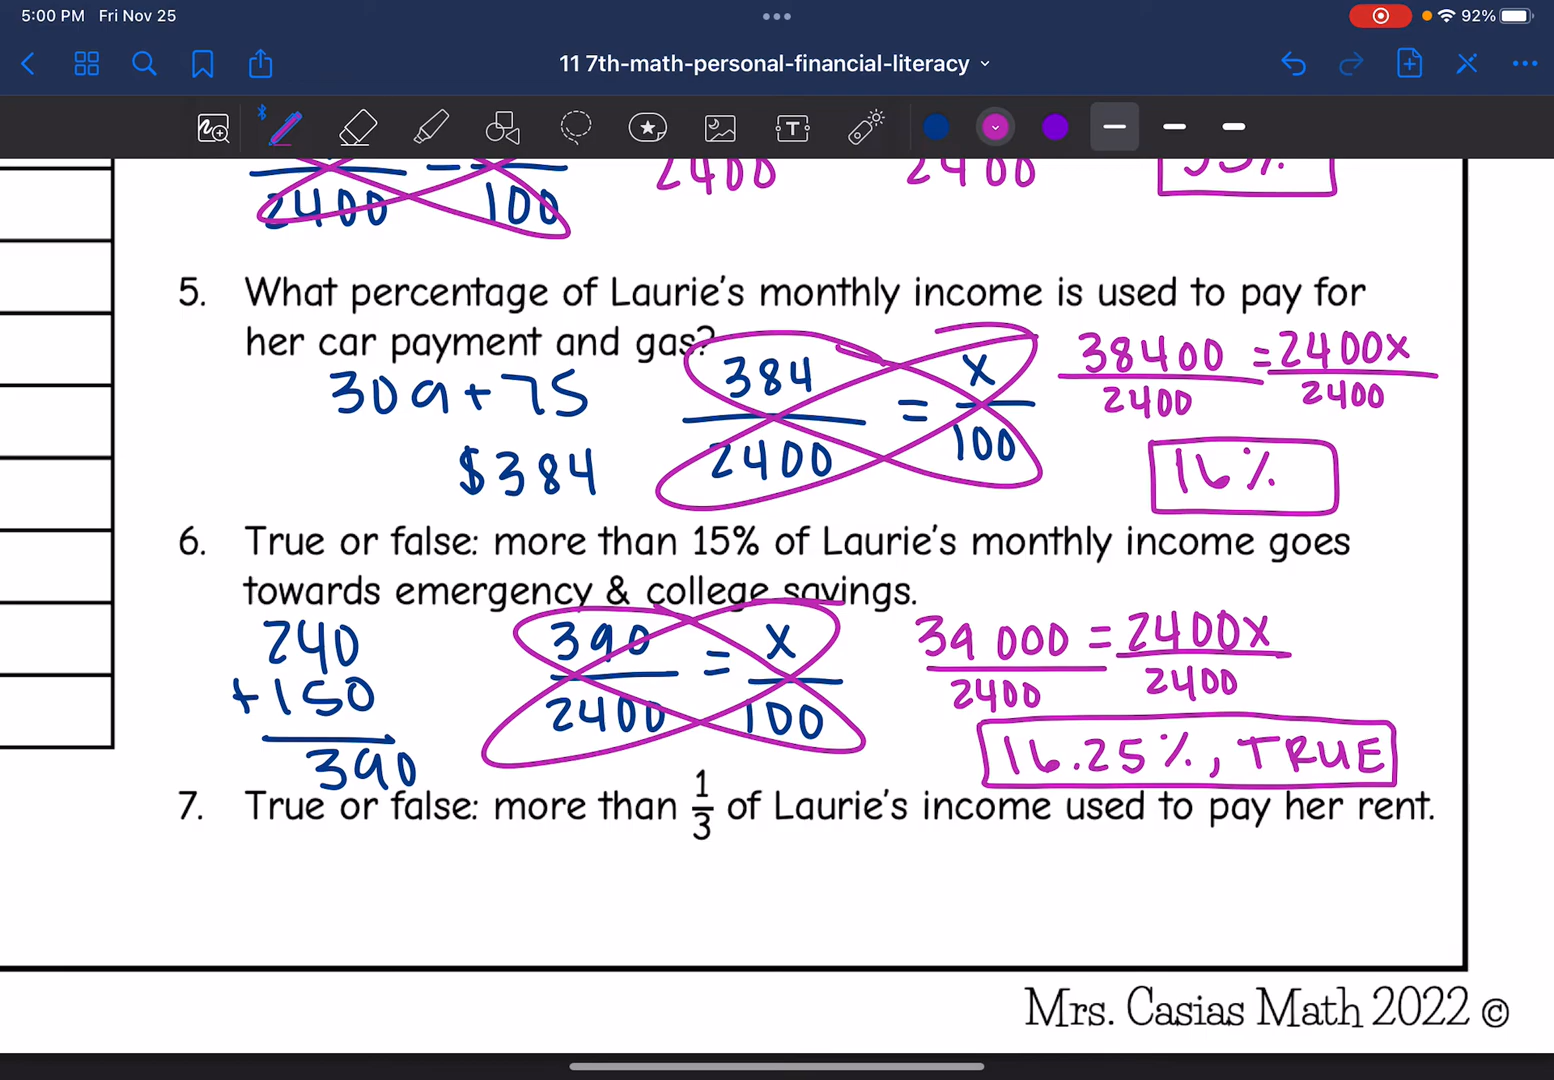 5:00 PM Fri Nov 25
92%
11 7th-math-personal-financial-literacy
2400 100 2400 2400
5. What percentage of Laurie's monthly income is used to pay for
her car payment and gas?
309+75
$384
384 = x
2400 100
38400 = 2400x
2400 2400
16%
6. True or false: more than 15% of Laurie's monthly income goes
towards emergency & college savings.
240
+150
390
390 = x
2400 100
39000 = 2400x
2400 2400
16.25%, TRUE
7. True or false: more than 1/3 of Laurie's income used to pay her rent.
Mrs. Casias Math 2022 ©